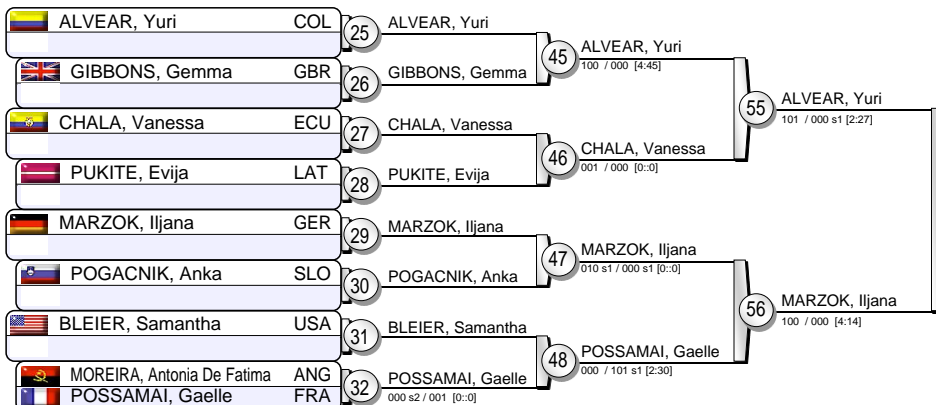 ALVEAR, Yuri COL
GIBBONS, Gemma GBR
CHALA, Vanessa ECU
PUKITE, Evija LAT
MARZOK, Iljana GER
POGACNIK, Anka SLO
BLEIER, Samantha USA
MOREIRA, Antonia De Fatima ANG
POSSAMAI, Gaelle FRA
25 ALVEAR, Yuri
26 GIBBONS, Gemma
27 CHALA, Vanessa
28 PUKITE, Evija
29 MARZOK, Iljana
30 POGACNIK, Anka
31 BLEIER, Samantha
32 POSSAMAI, Gaelle
000 s2 / 001 [0::0]
45 ALVEAR, Yuri
100 / 000 [4:45]
46 CHALA, Vanessa
001 / 000 [0::0]
47 MARZOK, Iljana
010 s1 / 000 s1 [0::0]
48 POSSAMAI, Gaelle
000 / 101 s1 [2:30]
55 ALVEAR, Yuri
101 / 000 s1 [2:27]
56 MARZOK, Iljana
100 / 000 [4:14]